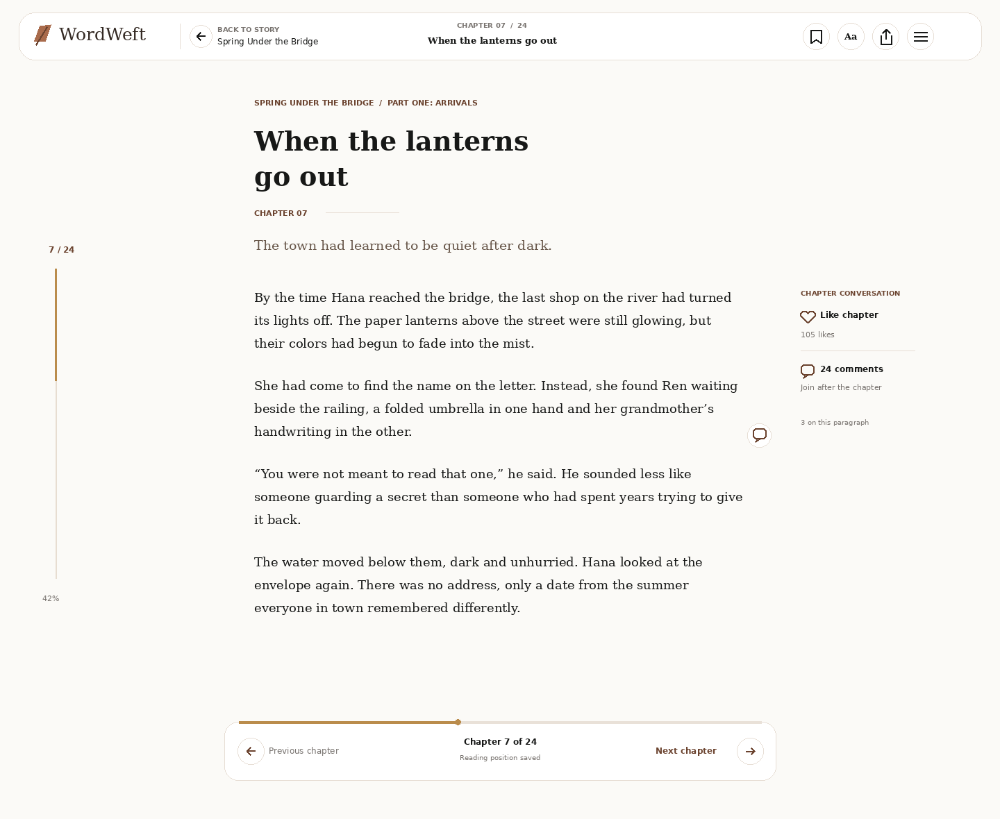 WordWeft
BACK TO STORY
Spring Under the Bridge
CHAPTER 07 / 24
When the lanterns go out
Aa
SPRING UNDER THE BRIDGE / PART ONE: ARRIVALS
When the lanterns
go out
CHAPTER 07
The town had learned to be quiet after dark.
7 / 24
42%
By the time Hana reached the bridge, the last shop on the river had turned
its lights off. The paper lanterns above the street were still glowing, but
their colors had begun to fade into the mist.
She had come to find the name on the letter. Instead, she found Ren waiting
beside the railing, a folded umbrella in one hand and her grandmother’s
handwriting in the other.
“You were not meant to read that one,” he said. He sounded less like
someone guarding a secret than someone who had spent years trying to give
it back.
The water moved below them, dark and unhurried. Hana looked at the
envelope again. There was no address, only a date from the summer
everyone in town remembered differently.
CHAPTER CONVERSATION
Like chapter
105 likes
24 comments
Join after the chapter
3 on this paragraph
Previous chapter
Chapter 7 of 24
Reading position saved
Next chapter